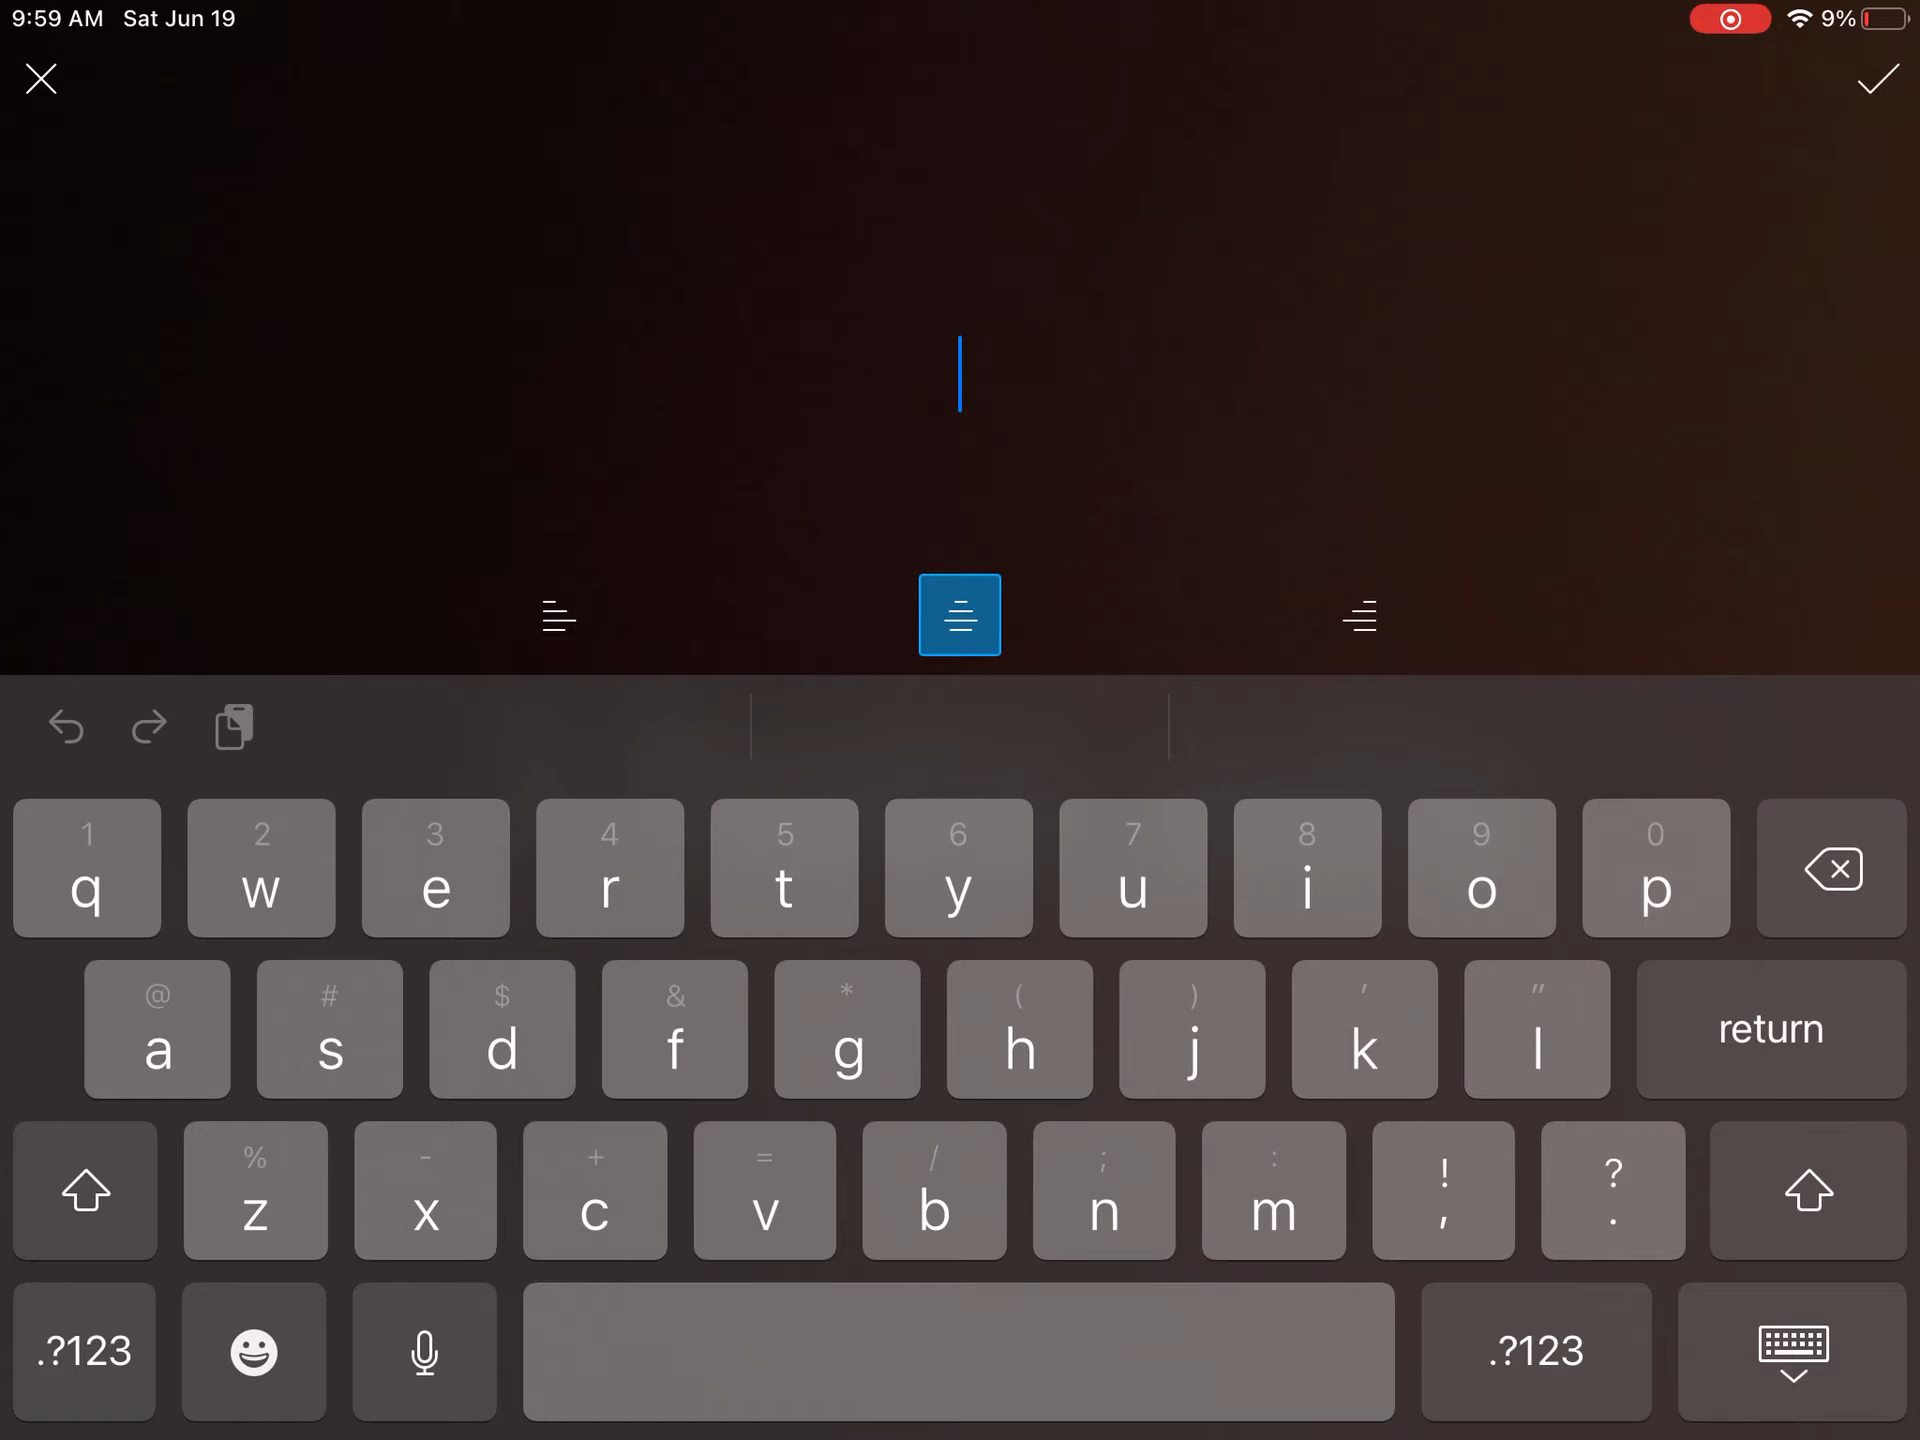 9:59 AM Sat Jun 19 9%
1 2 3 4 5 6 7 8 9 0
q w e r t y u i o p
@ # $ & * ( ) ' "
a s d f g h j k l return
% - + = / ; : ! ?
z x c v b n m , .
.?123 .?123